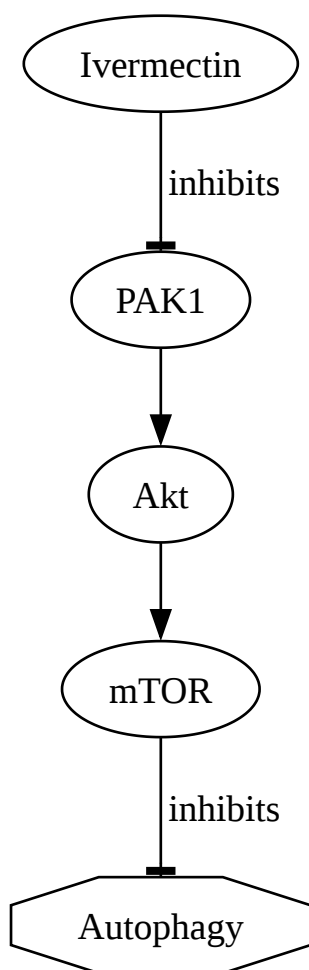 Ivermectin
inhibits
PAK1
Akt
mTOR
inhibits
Autophagy